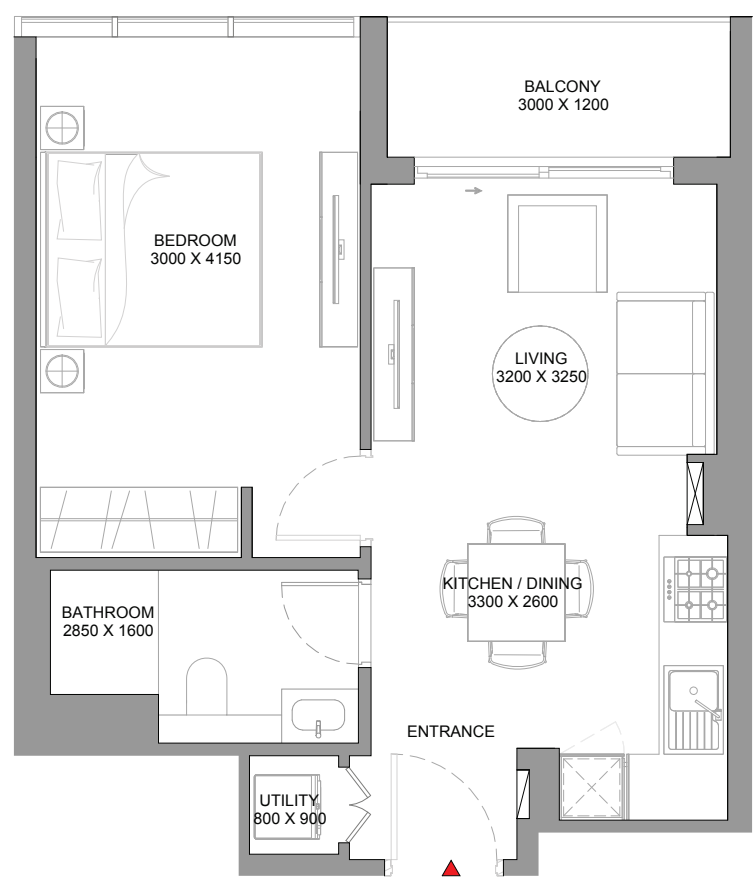 BALCONY
3000 X 1200
BEDROOM
3000 X 4150
LIVING
3200 X 3250
KITCHEN / DINING
3300 X 2600
BATHROOM
2850 X 1600
ENTRANCE
UTILITY
800 X 900